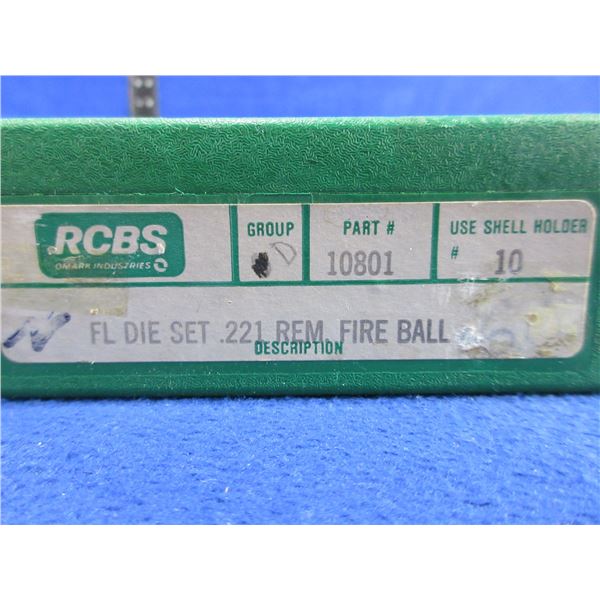 RCBS
OMARK INDUSTRIES
GROUP
D
PART #
10801
USE SHELL HOLDER
# 10
N FL DIE SET .221 REM. FIRE BALL
DESCRIPTION